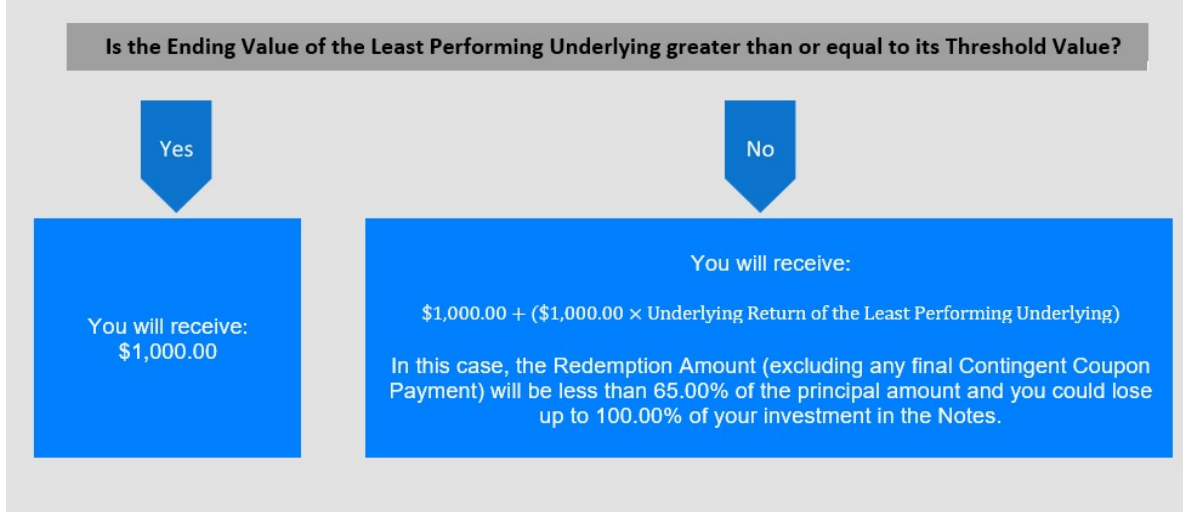 Is the Ending Value of the Least Performing Underlying greater than or equal to its Threshold Value?
Yes
No
You will receive:
$1,000.00
You will receive:
$1,000.00 + ($1,000.00 × Underlying Return of the Least Performing Underlying)
In this case, the Redemption Amount (excluding any final Contingent Coupon
Payment) will be less than 65.00% of the principal amount and you could lose
up to 100.00% of your investment in the Notes.